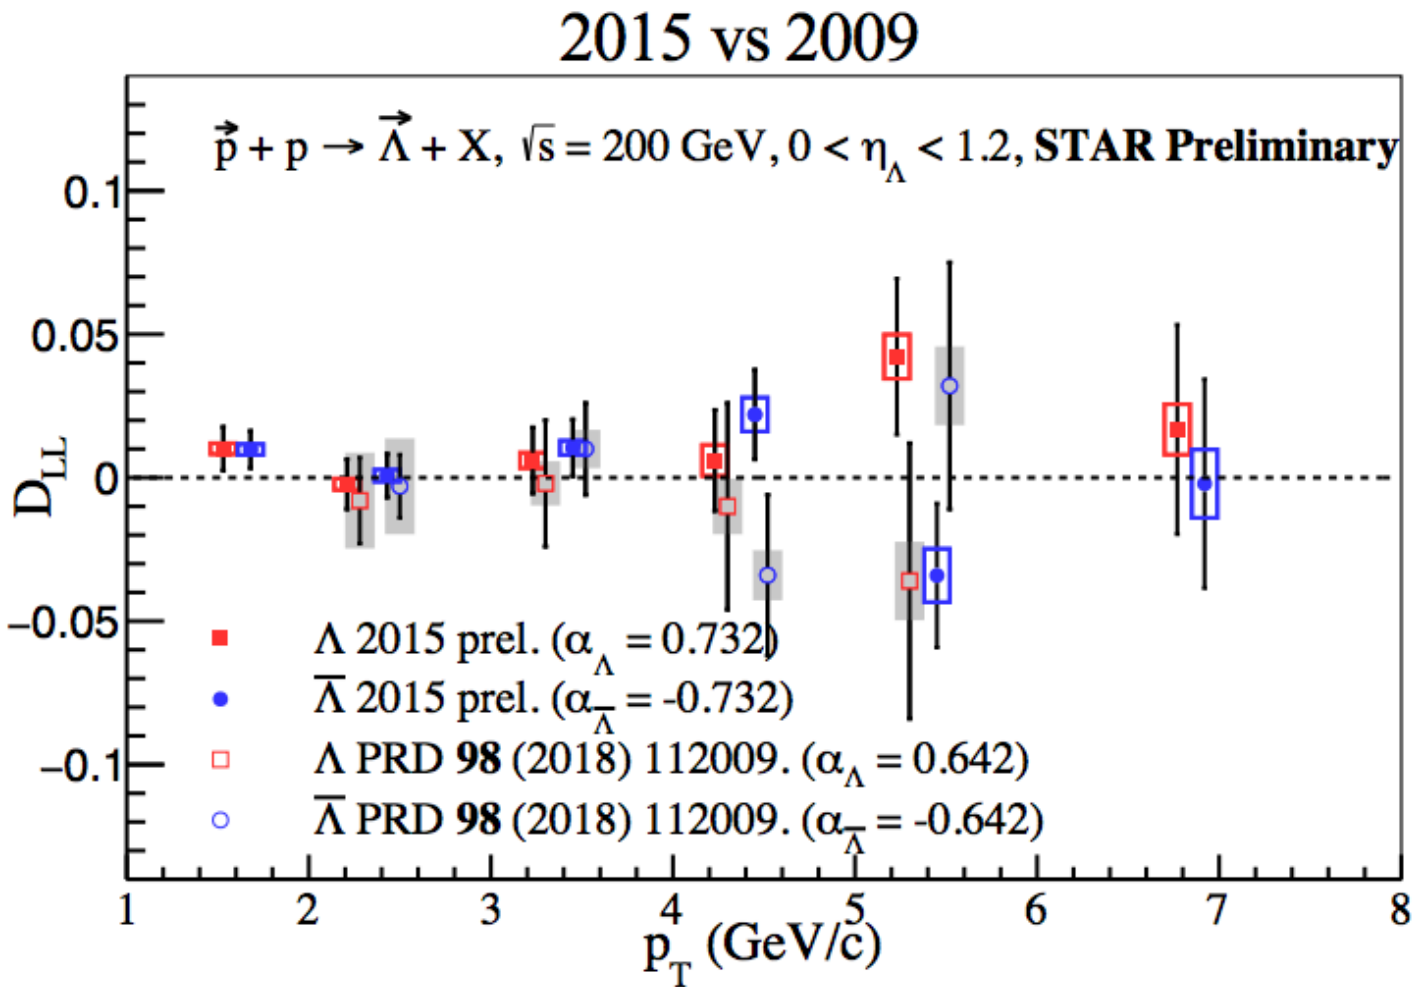 2015 vs 2009
p⃗ + p → Λ⃗ + X, √s = 200 GeV, 0 < η_Λ < 1.2, STAR Preliminary
0.1
0.05
0
−0.05
−0.1
D_LL
Λ 2015 prel. (α_Λ = 0.732)
Λ̅ 2015 prel. (α_Λ̅ = -0.732)
Λ PRD 98 (2018) 112009. (α_Λ = 0.642)
Λ̅ PRD 98 (2018) 112009. (α_Λ̅ = -0.642)
1 2 3 4 5 6 7 8
p_T (GeV/c)